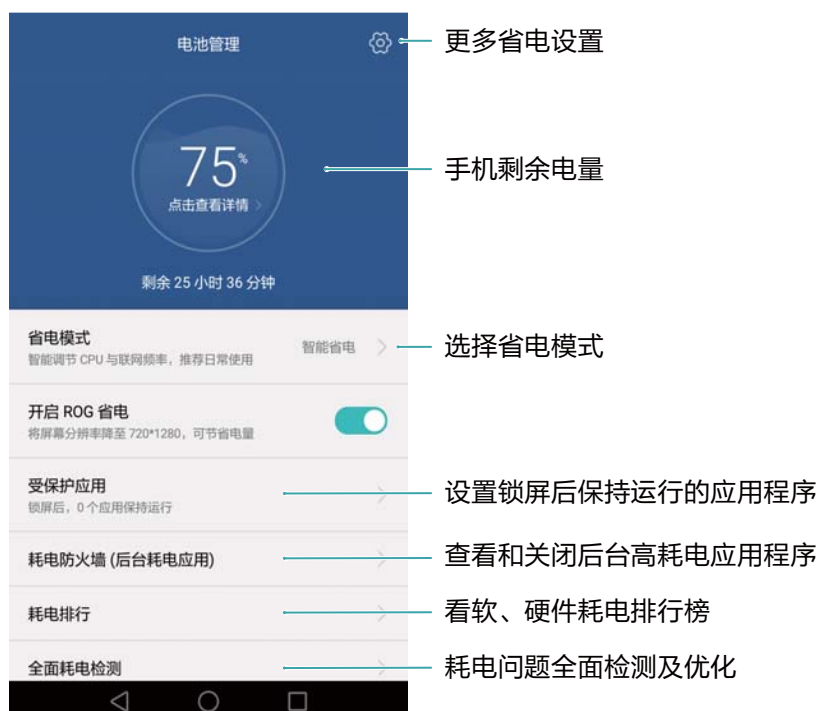 电池管理
更多省电设置
75%
点击查看详情
手机剩余电量
剩余 25 小时 36 分钟
省电模式
智能调节 CPU 与联网频率，推荐日常使用
智能省电
选择省电模式
开启 ROG 省电
将屏幕分辨率降至 720*1280，可节省电量
受保护应用
锁屏后，0 个应用保持运行
设置锁屏后保持运行的应用程序
耗电防火墙 (后台耗电应用)
查看和关闭后台高耗电应用程序
耗电排行
看软、硬件耗电排行榜
全面耗电检测
耗电问题全面检测及优化